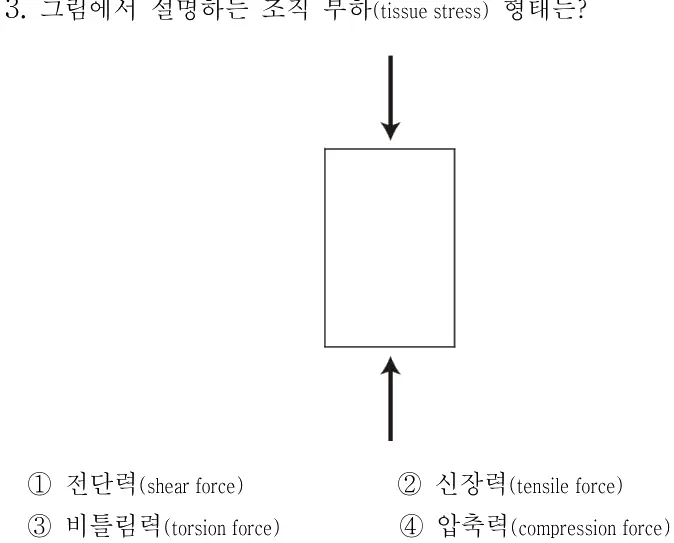 3. 그림에서 설명하는 조직 부하(tissue stress) 형태는?
① 전단력(shear force) ② 신장력(tensile force)
③ 비틀림력(torsion force) ④ 압축력(compression force)